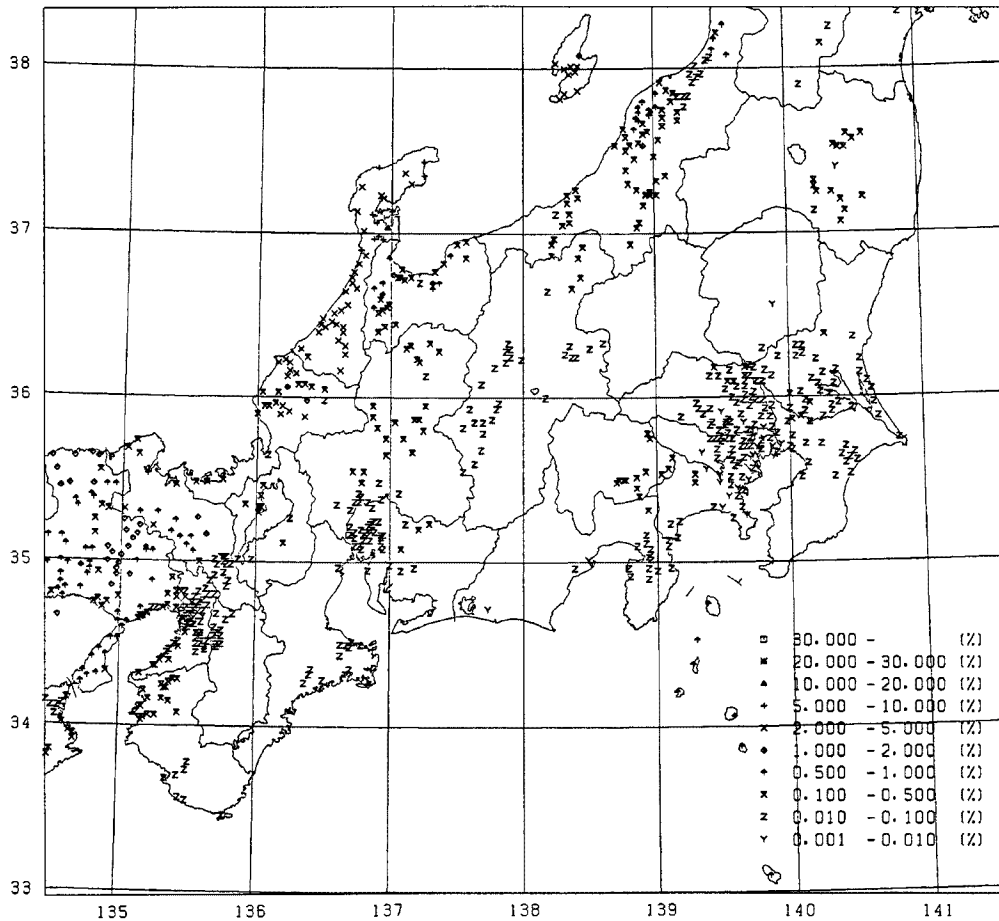 38
37
36
35
34
33
30.000 - (%)
20.000 - 30.000 (%)
10.000 - 20.000 (%)
5.000 - 10.000 (%)
2.000 - 5.000 (%)
1.000 - 2.000 (%)
0.500 - 1.000 (%)
0.100 - 0.500 (%)
0.010 - 0.100 (%)
0.001 - 0.010 (%)
135 136 137 138 139 140 141